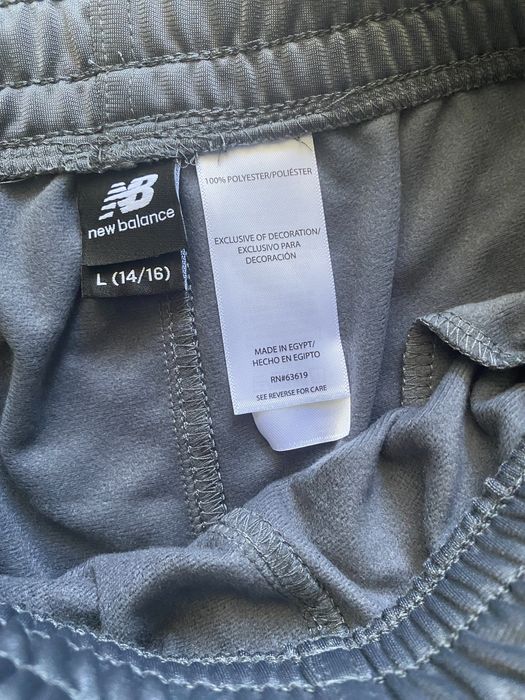 NB
new balance
L (14/16)
100% POLYESTER/POLIÉSTER
EXCLUSIVE OF DECORATION/
EXCLUSIVO PARA
DECORACIÓN
MADE IN EGYPT/
HECHO EN EGIPTO
RN#63619
SEE REVERSE FOR CARE